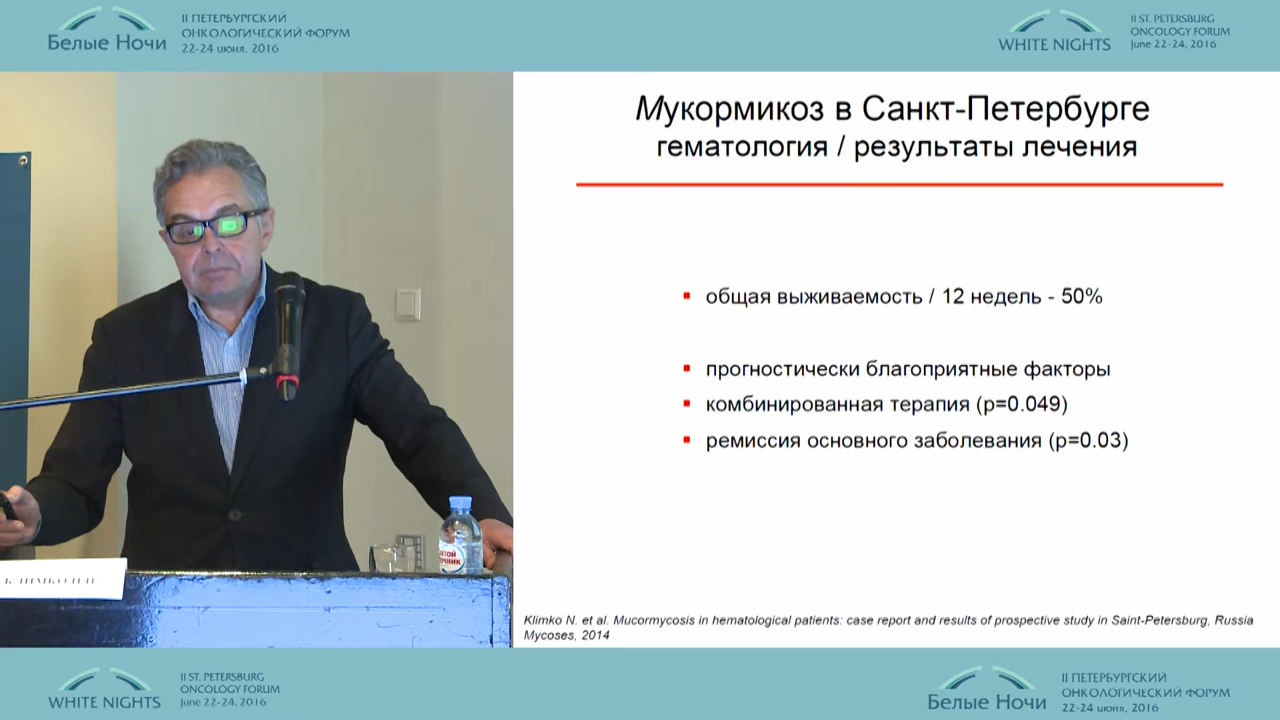 Белые Ночи
II ПЕТЕРБУРГСКИЙ
ОНКОЛОГИЧЕСКИЙ ФОРУМ
22-24 июня, 2016
WHITE NIGHTS
II ST. PETERSBURG
ONCOLOGY FORUM
June 22-24, 2016
Мукормикоз в Санкт-Петербурге
гематология / результаты лечения
общая выживаемость / 12 недель - 50%
прогностически благоприятные факторы
комбинированная терапия (p=0.049)
ремиссия основного заболевания (p=0.03)
Klimko N. et al. Mucormycosis in hematological patients: case report and results of prospective study in Saint-Petersburg, Russia
Mycoses, 2014
WHITE NIGHTS
II ST. PETERSBURG
ONCOLOGY FORUM
June 22-24, 2016
Белые Ночи
II ПЕТЕРБУРГСКИЙ
ОНКОЛОГИЧЕСКИЙ ФОРУМ
22-24 июня, 2016